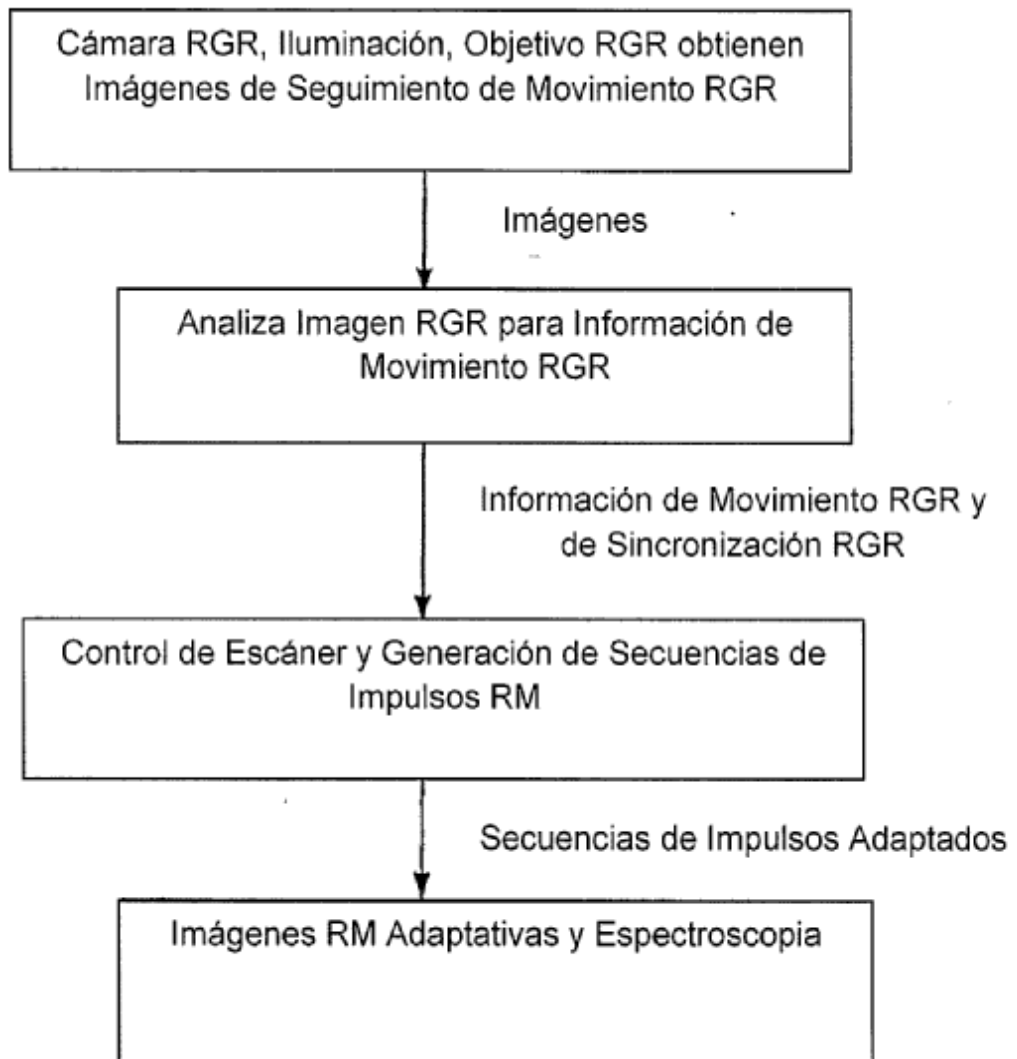 Cámara RGR, Iluminación, Objetivo RGR obtienen
Imágenes de Seguimiento de Movimiento RGR
Imágenes
Analiza Imagen RGR para Información de
Movimiento RGR
Información de Movimiento RGR y
de Sincronización RGR
Control de Escáner y Generación de Secuencias de
Impulsos RM
Secuencias de Impulsos Adaptados
Imágenes RM Adaptativas y Espectroscopia